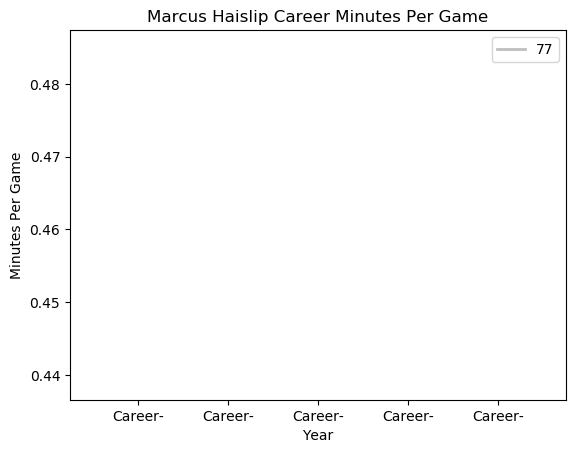 Marcus Haislip Career Minutes Per Game
77
0.48
0.47
0.46
0.45
0.44
Minutes Per Game
Career- Career- Career- Career- Career-
Year